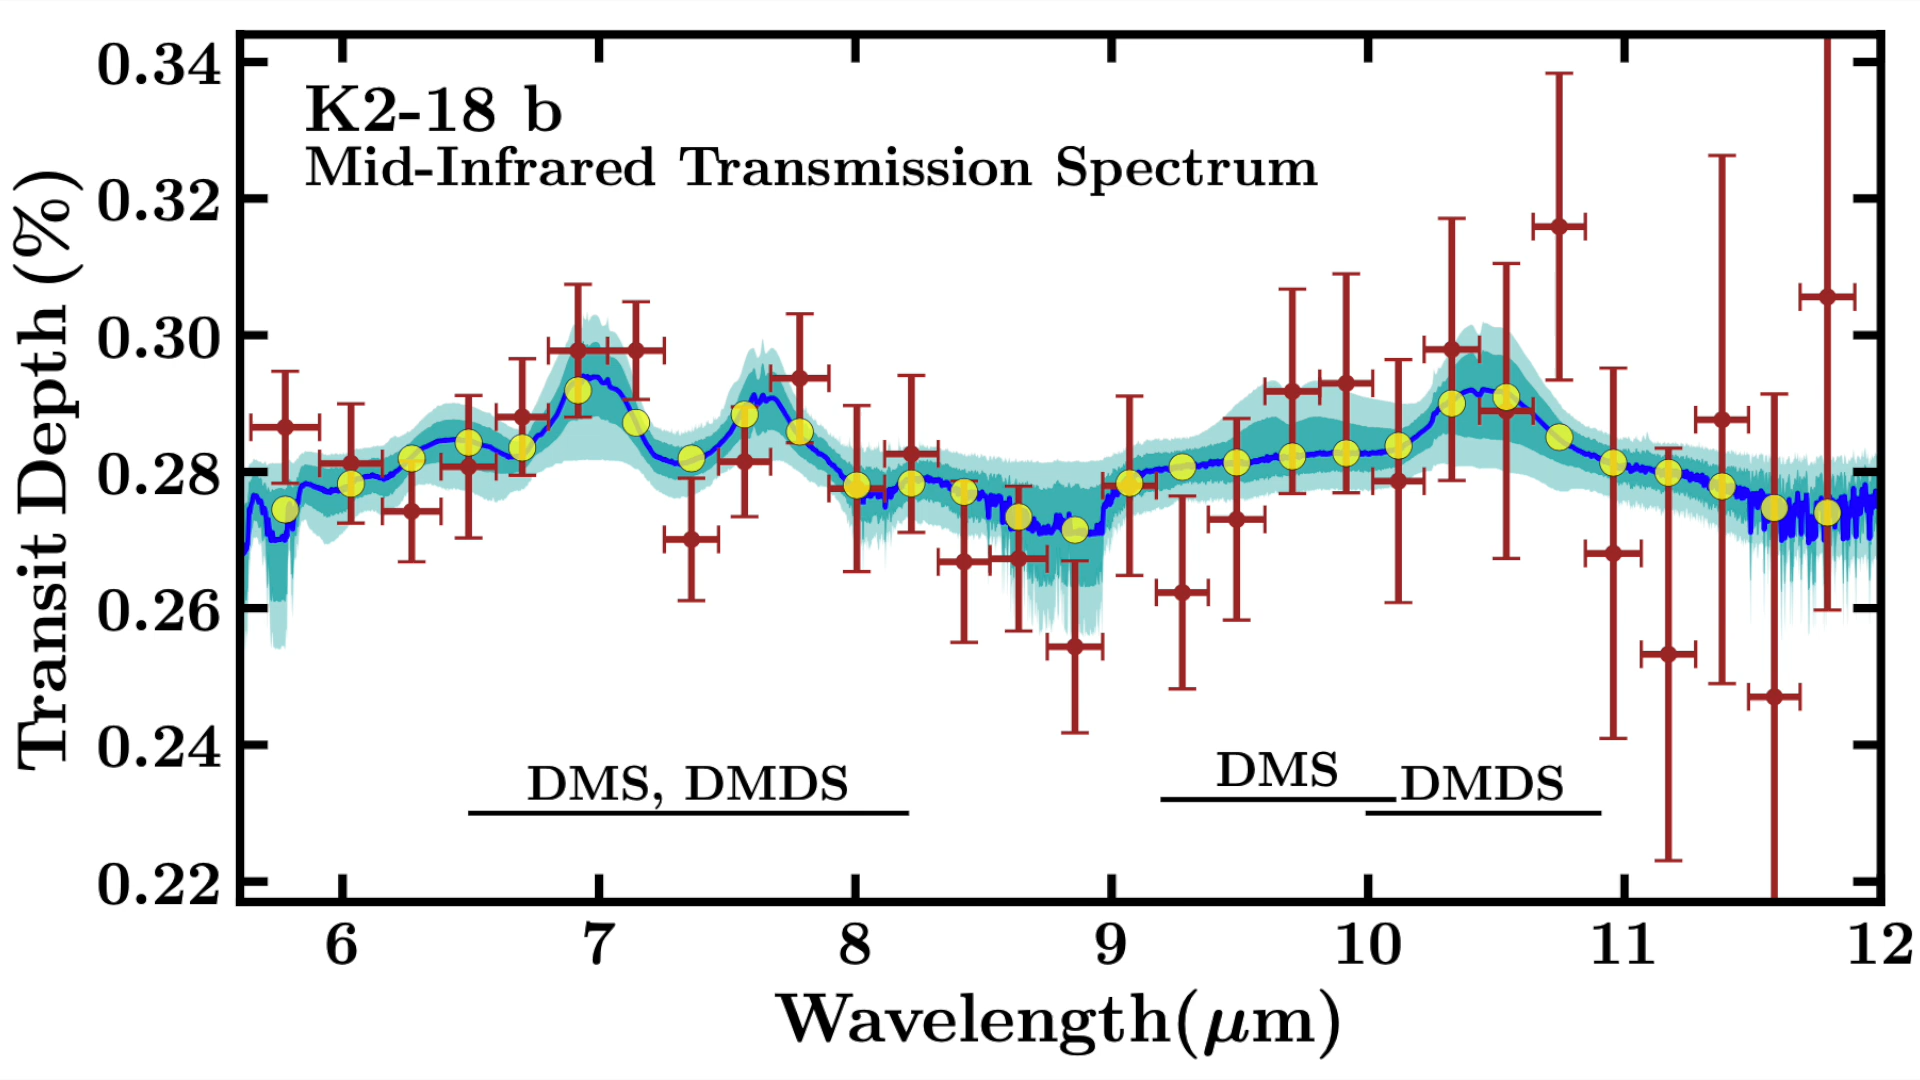 K2-18 b
Mid-Infrared Transmission Spectrum
Transit Depth (%)
0.34
0.32
0.30
0.28
0.26
0.24
0.22
DMS, DMDS
DMS
DMDS
6 7 8 9 10 11 12
Wavelength(μm)